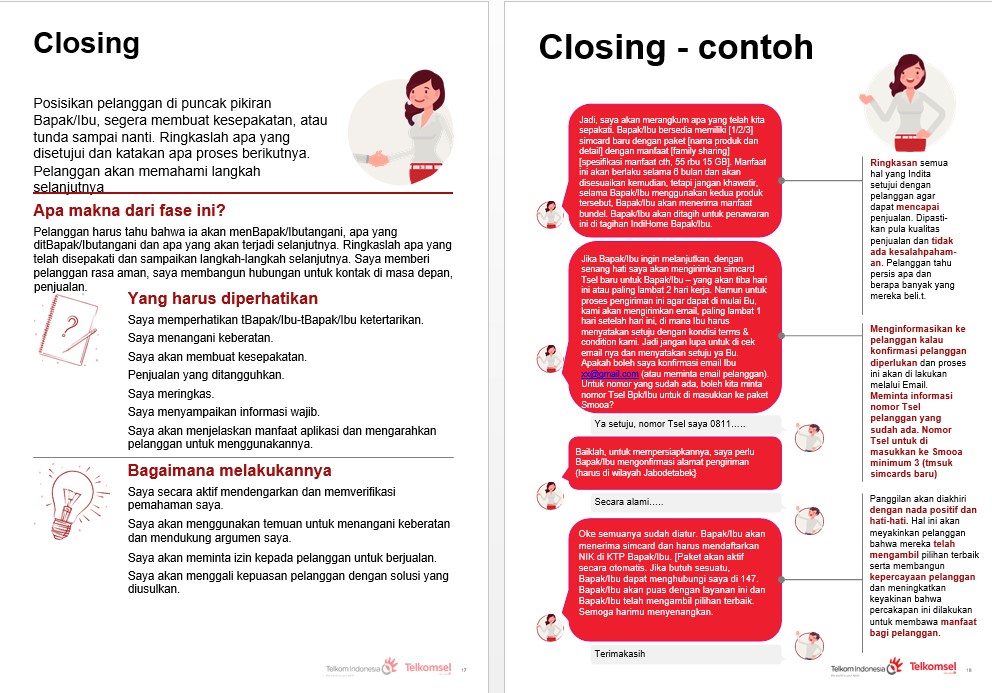 Closing
Posisikan pelanggan di puncak pikiran
Bapak/Ibu, segera membuat kesepakatan, atau
tunda sampai nanti. Ringkaslah apa yang
disetujui dan katakan apa proses berikutnya.
Pelanggan akan memahami langkah
selanjutnya
Apa makna dari fase ini?
Pelanggan harus tahu bahwa ia akan menBapak/Ibutangani, apa yang
ditBapak/Ibutangani dan apa yang akan terjadi selanjutnya. Ringkaslah apa yang
telah disepakati dan sampaikan langkah-langkah selanjutnya. Saya memberi
pelanggan rasa aman, saya membangun hubungan untuk kontak di masa depan,
penjualan.
Yang harus diperhatikan
Saya memperhatikan tBapak/Ibu-tBapak/Ibu ketertarikan.
Saya menangani keberatan.
Saya akan membuat kesepakatan.
Penjualan yang ditangguhkan.
Saya meringkas.
Saya menyampaikan informasi wajib.
Saya akan menjelaskan manfaat aplikasi dan mengarahkan
pelanggan untuk menggunakannya.
Bagaimana melakukannya
Saya secara aktif mendengarkan dan memverifikasi
pemahaman saya.
Saya akan menggunakan temuan untuk menangani keberatan
dan mendukung argumen saya.
Saya akan meminta izin kepada pelanggan untuk berjualan.
Saya akan menggali kepuasan pelanggan dengan solusi yang
diusulkan.
Telkom Indonesia
Telkomsel
17
Closing - contoh
Jadi, saya akan merangkum apa yang telah kita
sepakati. Bapak/Ibu bersedia memiliki [1/2/3]
simcard baru dengan paket [nama produk dan
detail] dengan manfaat [family sharing]
[spesifikasi manfaat cth, 55 rbu 15 GB]. Manfaat
ini akan berlaku selama 6 bulan dan akan
disesuaikan kemudian, tetapi jangan khawatir,
selama Bapak/Ibu menggunakan kedua produk
tersebut, Bapak/Ibu akan menerima manfaat
bundel. Bapak/Ibu akan ditagih untuk penawaran
ini di tagihan IndiHome Bapak/Ibu.
Ringkasan semua
hal yang Indita
setujui dengan
pelanggan agar
dapat mencapai
penjualan. Dipasti-
kan pula kualitas
penjualan dan tidak
ada kesalahpaham-
an. Pelanggan tahu
persis apa dan
berapa banyak yang
mereka beli.t.
Jika Bapak/Ibu ingin melanjutkan, dengan
senang hati saya akan mengirimkan simcard
Tsel baru untuk Bapak/Ibu – yang akan tiba hari
ini atau paling lambat 2 hari kerja. Namun untuk
proses pengiriman ini agar dapat di mulai Bu,
kami akan mengirimkan email, paling lambat 1
hari setelah hari ini, di mana Ibu harus
menyatakan setuju dengan kondisi terms &
condition kami. Jadi jangan lupa untuk di cek
email nya dan menyatakan setuju ya Bu.
Apakah boleh saya konfirmasi email Ibu
xx@gmail.com (atau meminta email pelanggan).
Untuk nomor yang sudah ada, boleh kita minta
nomor Tsel Bpk/Ibu untuk di masukkan ke paket
Smooa?
Menginformasikan ke
pelanggan kalau
konfirmasi pelanggan
diperlukan dan proses
ini akan di lakukan
melalui Email.
Meminta informasi
nomor Tsel
pelanggan yang
sudah ada. Nomor
Tsel untuk di
masukkan ke Smooa
minimum 3 (tmsuk
simcards baru)
Ya setuju, nomor Tsel saya 0811…..
Baiklah, untuk mempersiapkannya, saya perlu
Bapak/Ibu mengonfirmasi alamat pengiriman
(harus di wilayah Jabodetabek}
Secara alami…..
Oke semuanya sudah diatur. Bapak/Ibu akan
menerima simcard dan harus mendaftarkan
NIK di KTP Bapak/Ibu. [Paket akan aktif
secara otomatis. Jika butuh sesuatu,
Bapak/Ibu dapat menghubungi saya di 147.
Bapak/Ibu akan puas dengan layanan ini dan
Bapak/Ibu telah mengambil pilihan terbaik.
Semoga harimu menyenangkan.
Panggilan akan diakhiri
dengan nada positif dan
hati-hati. Hal ini akan
meyakinkan pelanggan
bahwa mereka telah
mengambil pilihan terbaik
serta membangun
kepercayaan pelanggan
dan meningkatkan
keyakinan bahwa
percakapan ini dilakukan
untuk membawa manfaat
bagi pelanggan.
Terimakasih
Telkom Indonesia
Telkomsel